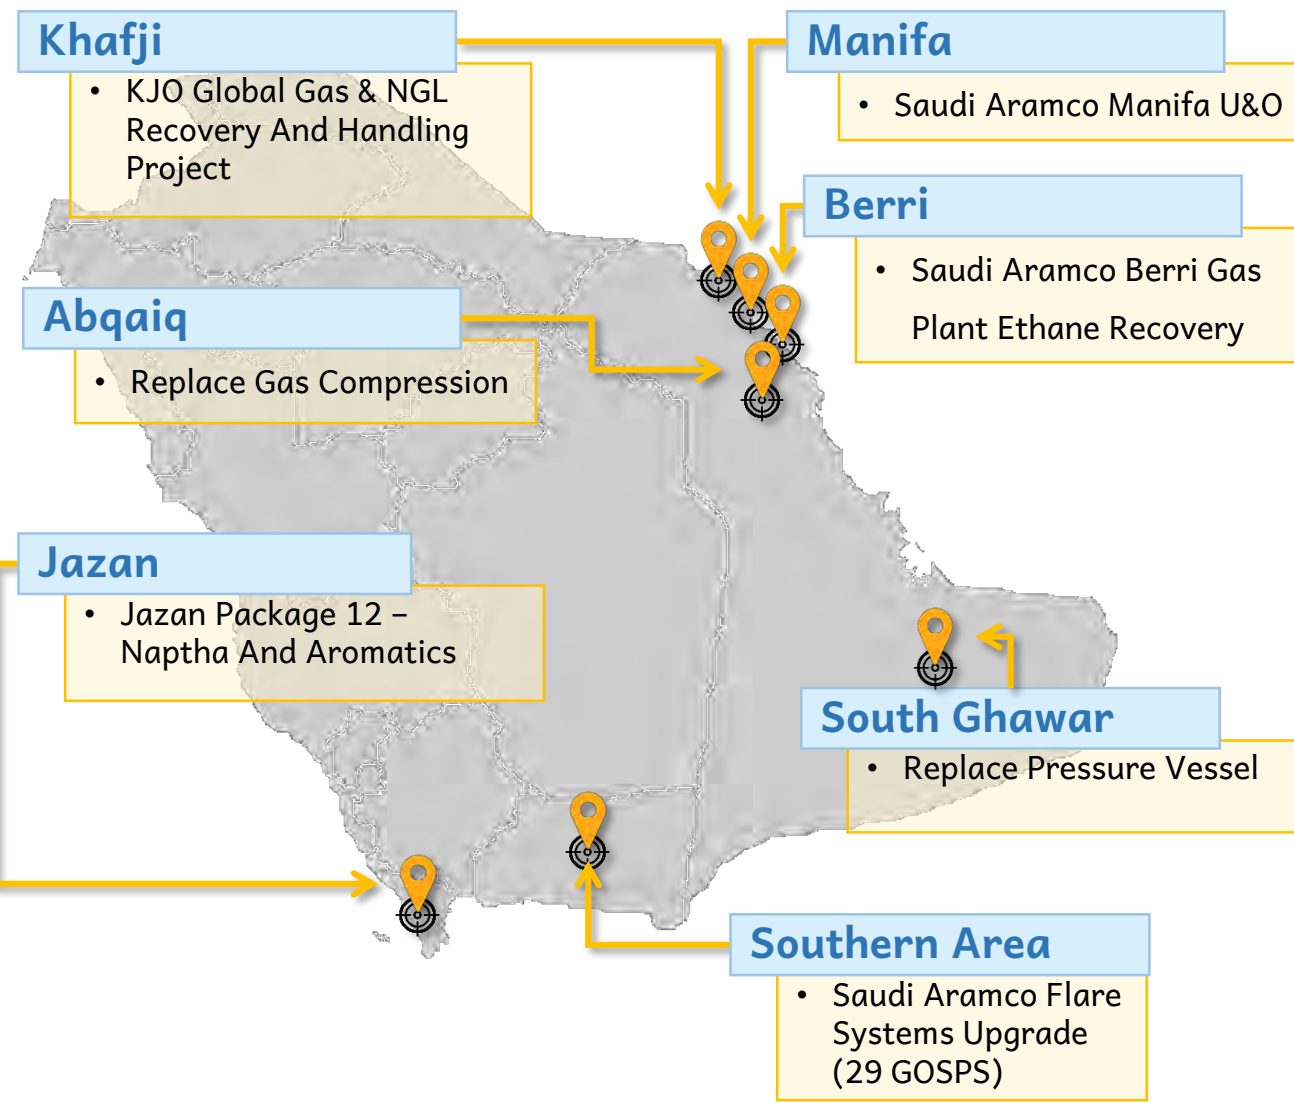 Khafji
• KJO Global Gas & NGL
Recovery And Handling
Project
Manifa
• Saudi Aramco Manifa U&O
Berri
• Saudi Aramco Berri Gas
Plant Ethane Recovery
Abqaiq
• Replace Gas Compression
Jazan
• Jazan Package 12 –
Naptha And Aromatics
South Ghawar
• Replace Pressure Vessel
Southern Area
• Saudi Aramco Flare
Systems Upgrade
(29 GOSPS)